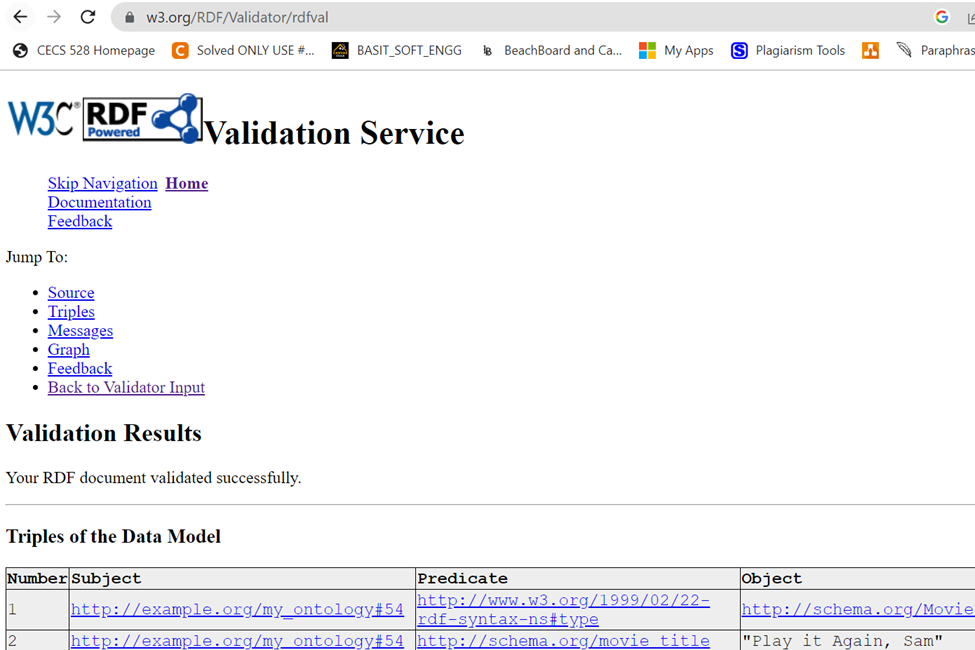 w3.org/RDF/Validator/rdfval
CECS 528 Homepage Solved ONLY USE #... BASIT_SOFT_ENGG BeachBoard and Ca... My Apps Plagiarism Tools Paraphras
W3C® RDF Powered Validation Service
Skip Navigation Home
Documentation
Feedback
Jump To:
Source
Triples
Messages
Graph
Feedback
Back to Validator Input
Validation Results
Your RDF document validated successfully.
Triples of the Data Model
Number Subject Predicate Object
1 http://example.org/my_ontology#54 http://www.w3.org/1999/02/22-rdf-syntax-ns#type http://schema.org/Movie
2 http://example.org/my_ontology#54 http://schema.org/movie_title "Play it Again, Sam"